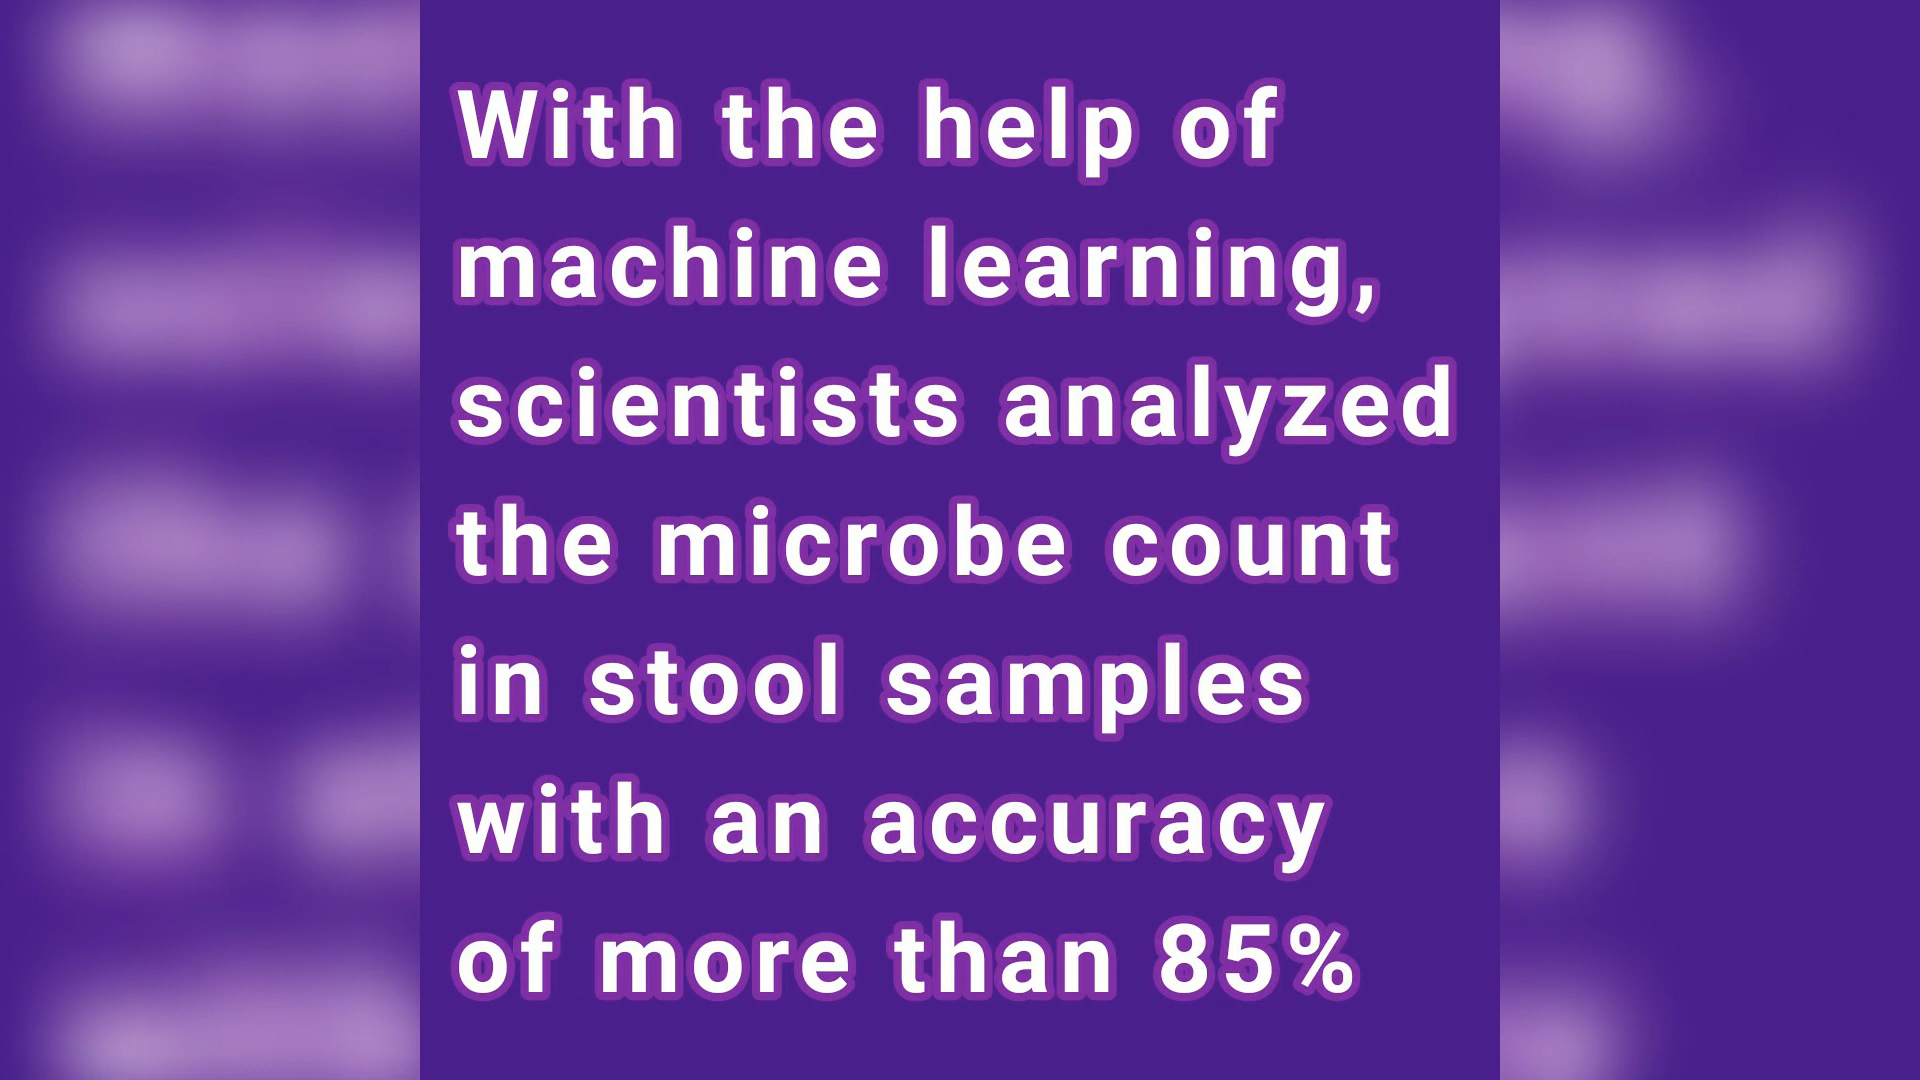 With the help of
machine learning,
scientists analyzed
the microbe count
in stool samples
with an accuracy
of more than 85%